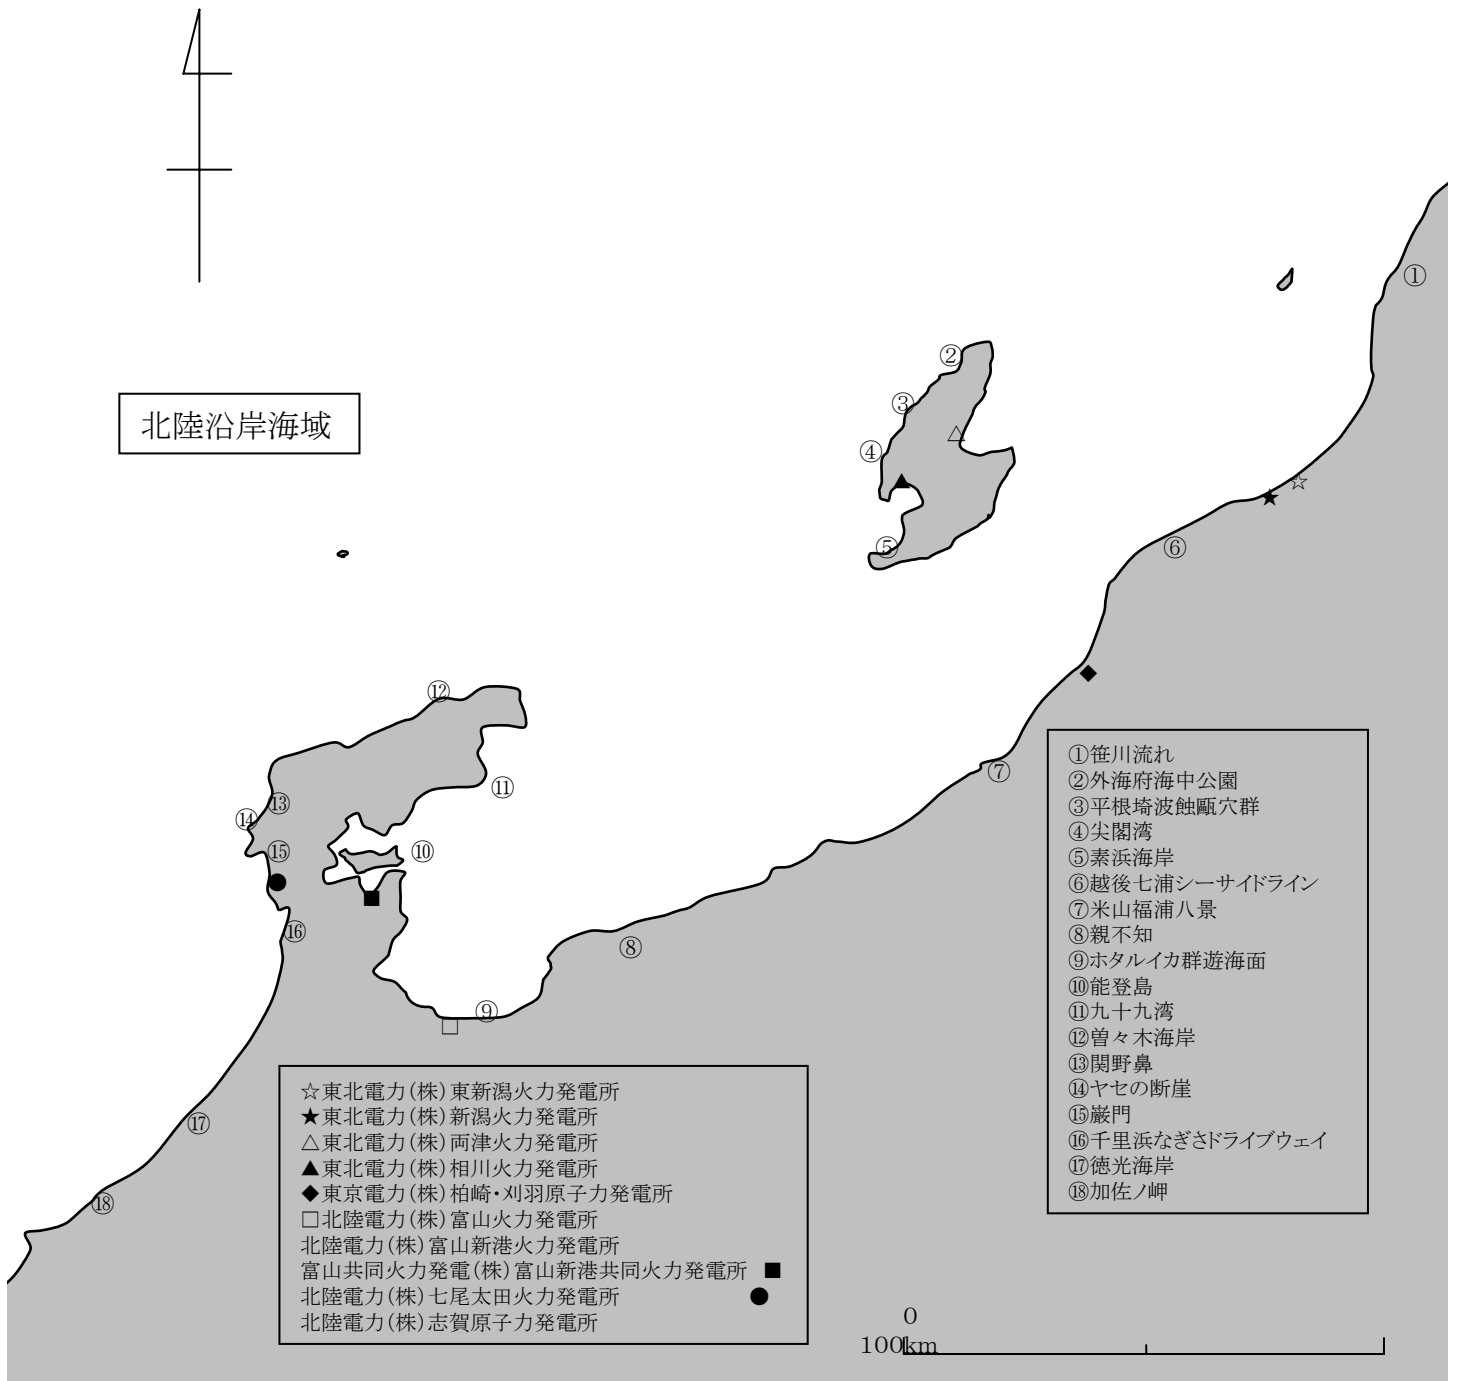 ①
②
③
北陸沿岸海域
△
④
▲
☆
★
⑤
⑥
◆
⑫
⑦
⑪
⑬
⑭
⑮
⑩
●
■
⑯
⑧
⑨
□
⑰
⑱
①笹川流れ
②外海府海中公園
③平根埼波蝕甌穴群
④尖閣湾
⑤素浜海岸
⑥越後七浦シーサイドライン
⑦米山福浦八景
⑧親不知
⑨ホタルイカ群遊海面
⑩能登島
⑪九十九湾
⑫曽々木海岸
⑬関野鼻
⑭ヤセの断崖
⑮巌門
⑯千里浜なぎさドライブウェイ
⑰徳光海岸
⑱加佐ノ岬
☆東北電力(株)東新潟火力発電所
★東北電力(株)新潟火力発電所
△東北電力(株)両津火力発電所
▲東北電力(株)相川火力発電所
◆東京電力(株)柏崎・刈羽原子力発電所
□北陸電力(株)富山火力発電所
北陸電力(株)富山新港火力発電所
富山共同火力発電(株)富山新港共同火力発電所 ■
北陸電力(株)七尾太田火力発電所 ●
北陸電力(株)志賀原子力発電所
0
100km